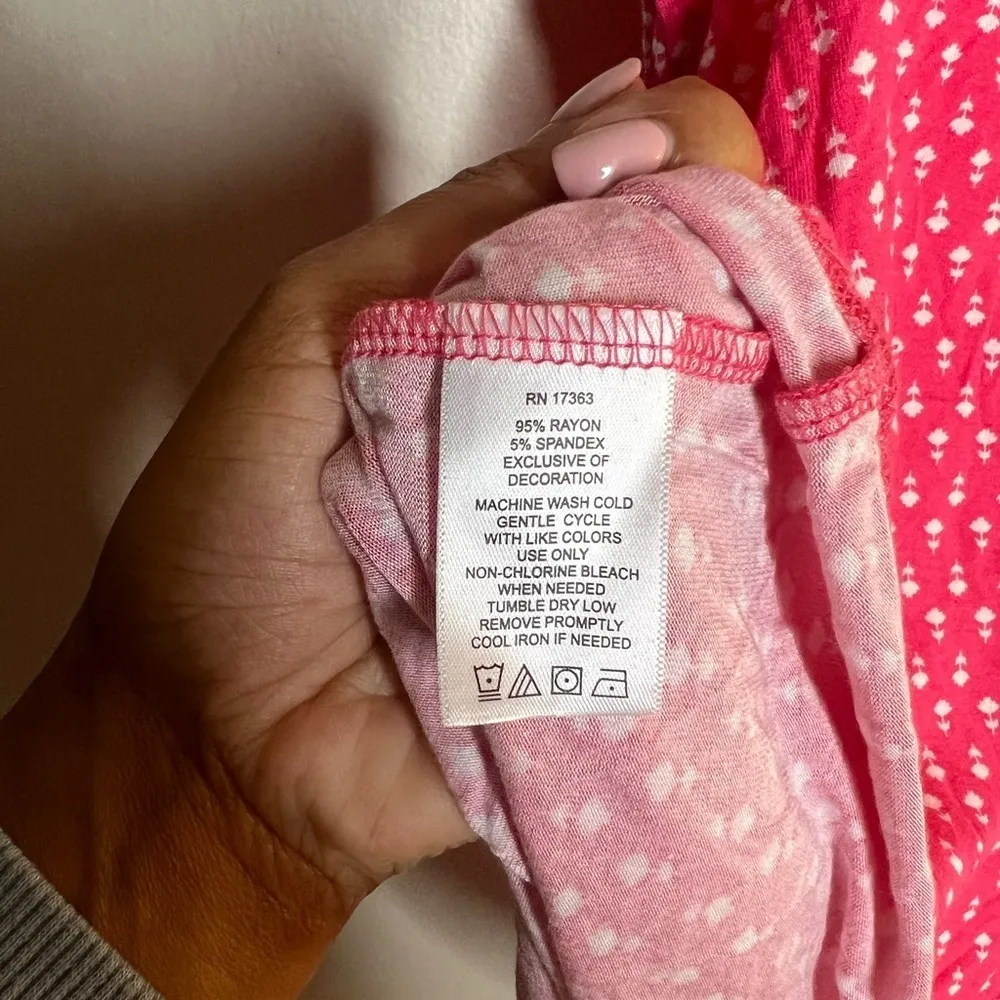 RN 17363
95% RAYON
5% SPANDEX
EXCLUSIVE OF
DECORATION
MACHINE WASH COLD
GENTLE CYCLE
WITH LIKE COLORS
USE ONLY
NON-CHLORINE BLEACH
WHEN NEEDED
TUMBLE DRY LOW
REMOVE PROMPTLY
COOL IRON IF NEEDED